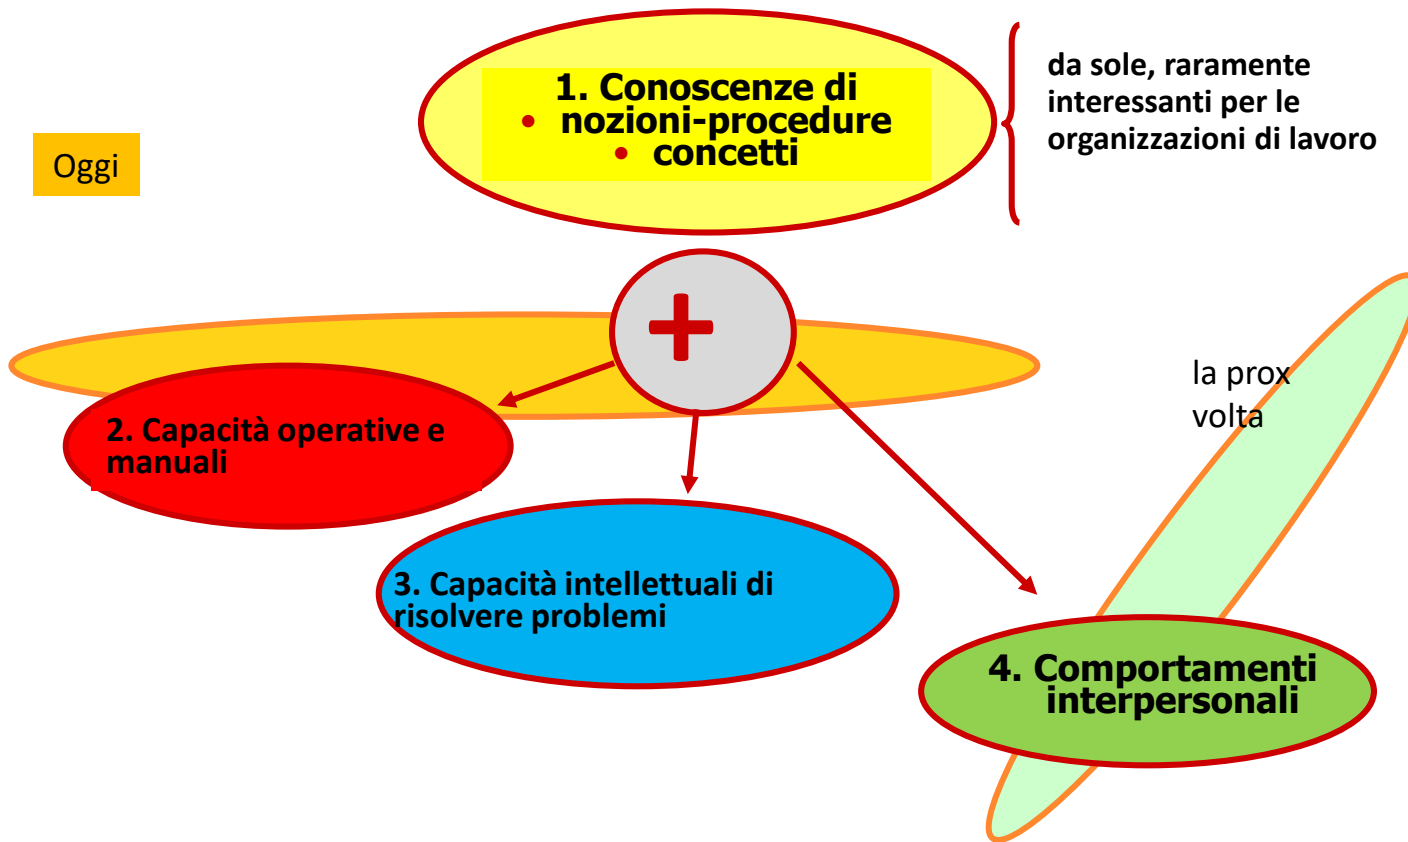 1. Conoscenze di
• nozioni-procedure
• concetti
da sole, raramente
interessanti per le
organizzazioni di lavoro
Oggi
+
la prox
volta
2. Capacità operative e
manuali
3. Capacità intellettuali di
risolvere problemi
4. Comportamenti
interpersonali